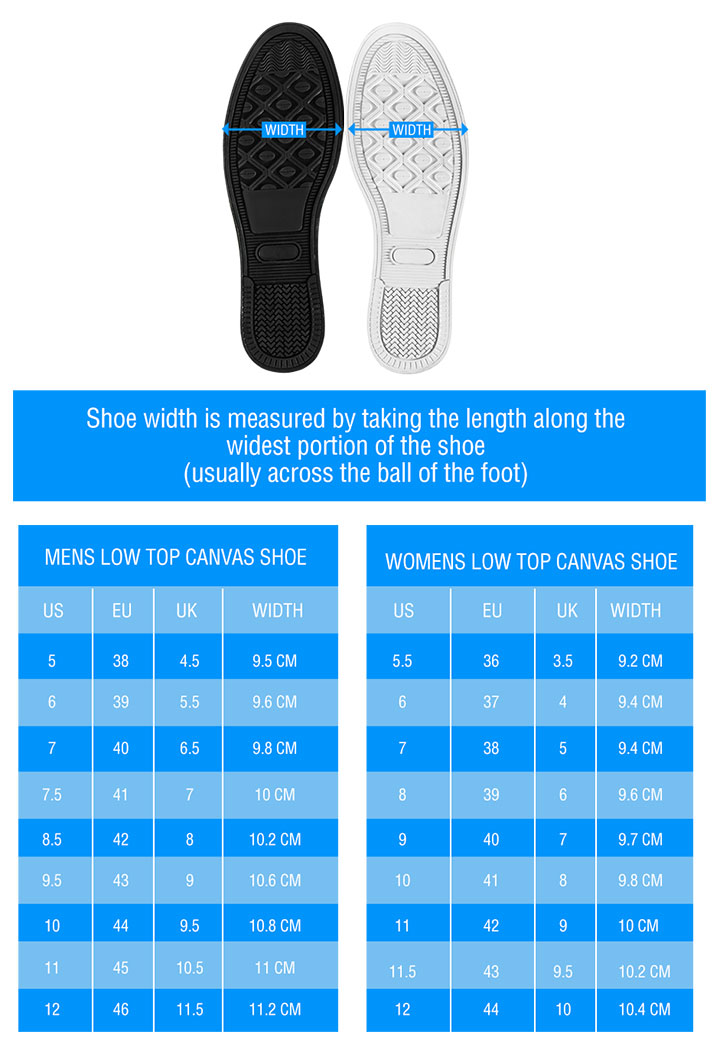 WIDTH WIDTH
Shoe width is measured by taking the length along the
widest portion of the shoe
(usually across the ball of the foot)
MENS LOW TOP CANVAS SHOE
US EU UK WIDTH
5 38 4.5 9.5 CM
6 39 5.5 9.6 CM
7 40 6.5 9.8 CM
7.5 41 7 10 CM
8.5 42 8 10.2 CM
9.5 43 9 10.6 CM
10 44 9.5 10.8 CM
11 45 10.5 11 CM
12 46 11.5 11.2 CM
WOMENS LOW TOP CANVAS SHOE
US EU UK WIDTH
5.5 36 3.5 9.2 CM
6 37 4 9.4 CM
7 38 5 9.4 CM
8 39 6 9.6 CM
9 40 7 9.7 CM
10 41 8 9.8 CM
11 42 9 10 CM
11.5 43 9.5 10.2 CM
12 44 10 10.4 CM